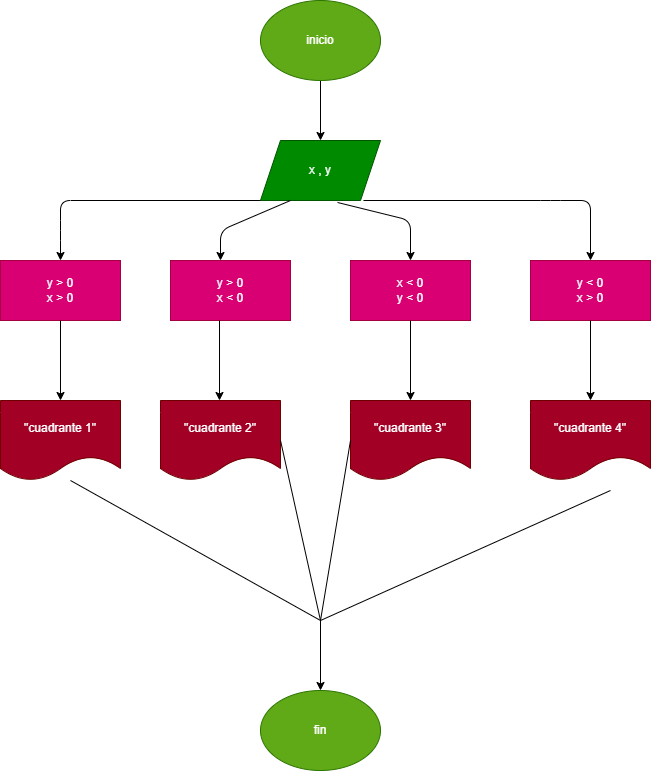 inicio
x , y
y > 0
x > 0
y > 0
x < 0
x < 0
y < 0
y < 0
x > 0
"cuadrante 1"
"cuadrante 2"
"cuadrante 3"
"cuadrante 4"
fin